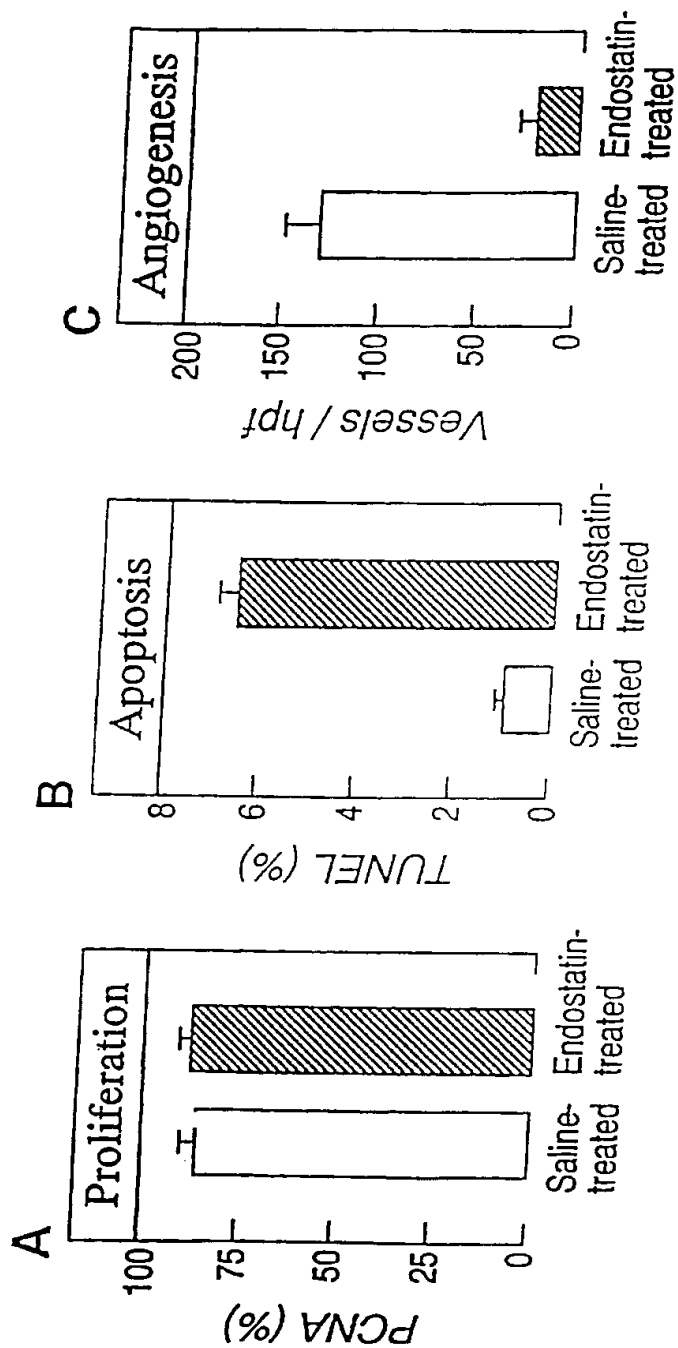 A
Proliferation
PCNA (%)
100
75
50
25
0
Saline-
treated
Endostatin-
treated
B
Apoptosis
TUNEL (%)
8
6
4
2
0
Saline-
treated
Endostatin-
treated
C
Angiogenesis
Vessels / hpf
200
150
100
50
0
Saline-
treated
Endostatin-
treated